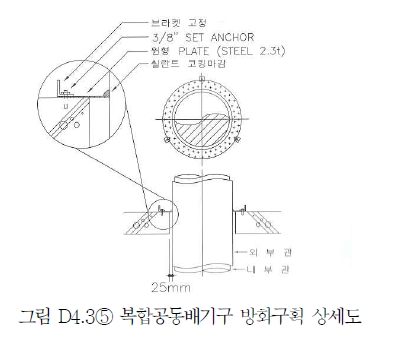 브라켓 고정
3/8" SET ANCHOR
원형 PLATE (STEEL 2.3t)
실란트 코킹마감
외 부 관
내 부 관
25mm
그림 D4.3⑤ 복합공동배기구 방화구획 상세도